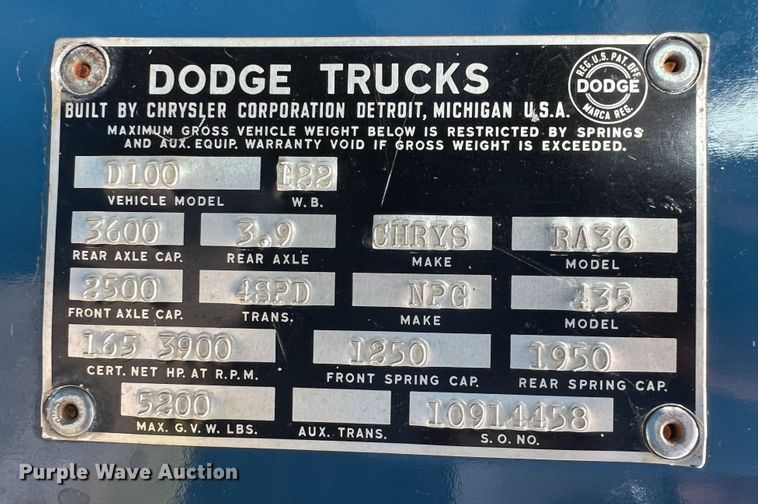 DODGE TRUCKS
REG. U.S. PAT. OFF.
DODGE
MARCA REG.
BUILT BY CHRYSLER CORPORATION DETROIT, MICHIGAN U.S.A.
MAXIMUM GROSS VEHICLE WEIGHT BELOW IS RESTRICTED BY SPRINGS
AND AUX. EQUIP. WARRANTY VOID IF GROSS WEIGHT IS EXCEEDED.
D100
VEHICLE MODEL W.B.
3600 3.9 CHRYS RA36
REAR AXLE CAP. REAR AXLE MAKE MODEL
2500 4SPD NPG 435
FRONT AXLE CAP. TRANS. MAKE MODEL
165 3900 1250 1950
CERT. NET HP. AT R.P.M. FRONT SPRING CAP. REAR SPRING CAP.
5200 10914458
MAX. G.V.W. LBS. AUX. TRANS. S.O. NO.
Purple Wave Auction